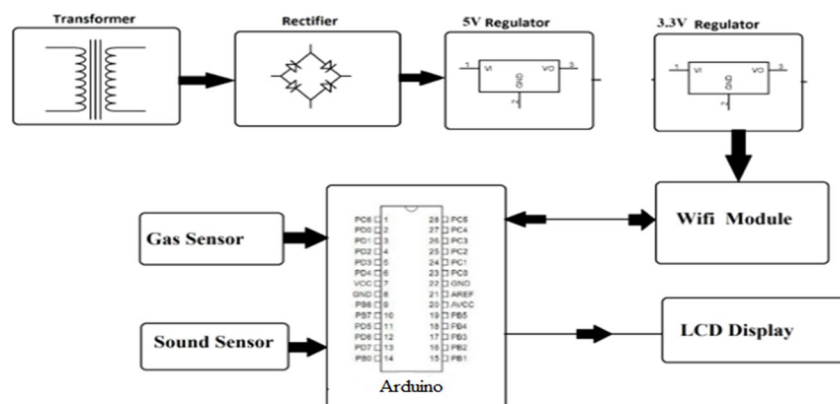 Transformer
Rectifier
5V Regulator
3.3V Regulator
1 VI VO 3
GND
2
1 VI VO 3
GND
2
Gas Sensor
Sound Sensor
PC6 1 28 PC5
PD0 2 27 PC4
PD1 3 26 PC3
PD2 4 25 PC2
PD3 5 24 PC1
PD4 6 23 PC0
VCC 7 22 GND
GND 8 21 AREF
PB6 9 20 AVCC
PB7 10 19 PB5
PD5 11 18 PB4
PD6 12 17 PB3
PD7 13 16 PB2
PB0 14 15 PB1
Arduino
Wifi Module
LCD Display